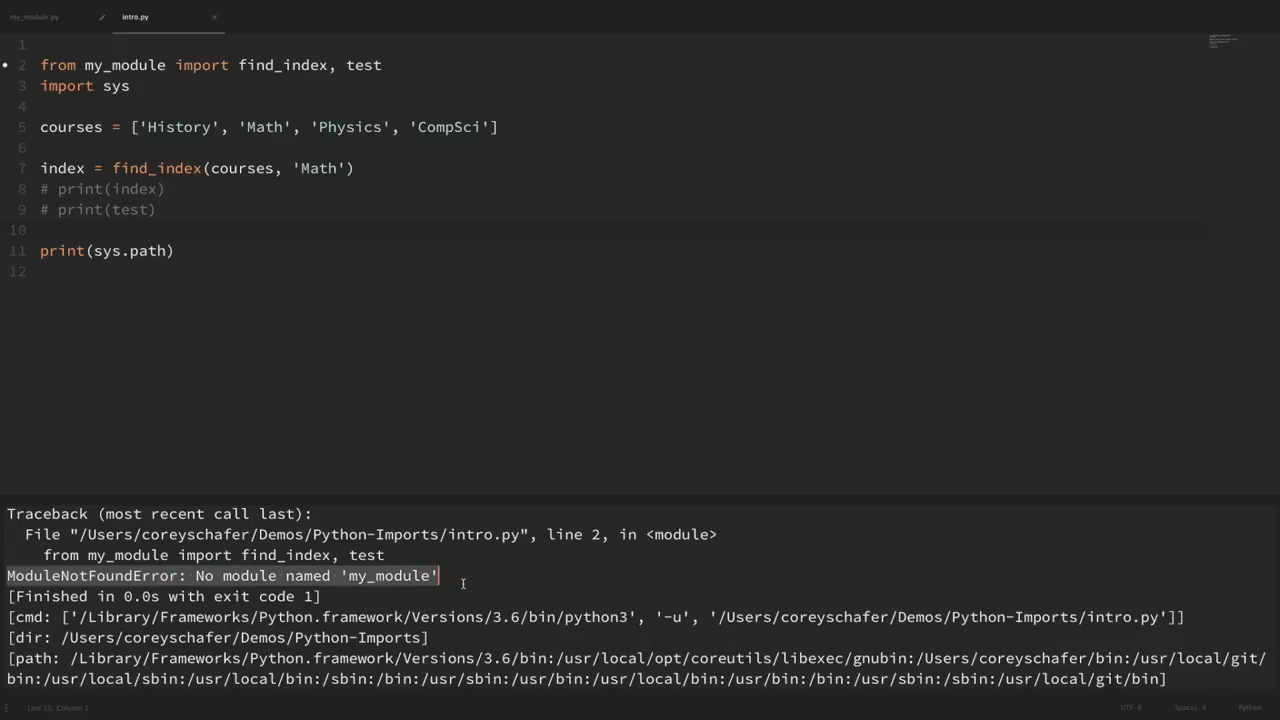 my_module.py
intro.py
1
2 from my_module import find_index, test
3 import sys
4
5 courses = ['History', 'Math', 'Physics', 'CompSci']
6
7 index = find_index(courses, 'Math')
8 # print(index)
9 # print(test)
10
11 print(sys.path)
12
Traceback (most recent call last):
File "/Users/coreyschafer/Demos/Python-Imports/intro.py", line 2, in <module>
from my_module import find_index, test
ModuleNotFoundError: No module named 'my_module'
[Finished in 0.0s with exit code 1]
[cmd: ['/Library/Frameworks/Python.framework/Versions/3.6/bin/python3', '-u', '/Users/coreyschafer/Demos/Python-Imports/intro.py']]
[dir: /Users/coreyschafer/Demos/Python-Imports]
[path: /Library/Frameworks/Python.framework/Versions/3.6/bin:/usr/local/opt/coreutils/libexec/gnubin:/Users/coreyschafer/bin:/usr/local/git/
bin:/usr/local/sbin:/usr/local/bin:/sbin:/bin:/usr/sbin:/usr/bin:/usr/local/bin:/usr/bin:/bin:/usr/sbin:/sbin:/usr/local/git/bin]
Line 10, Column 1
UTF-8
Spaces: 4
Python